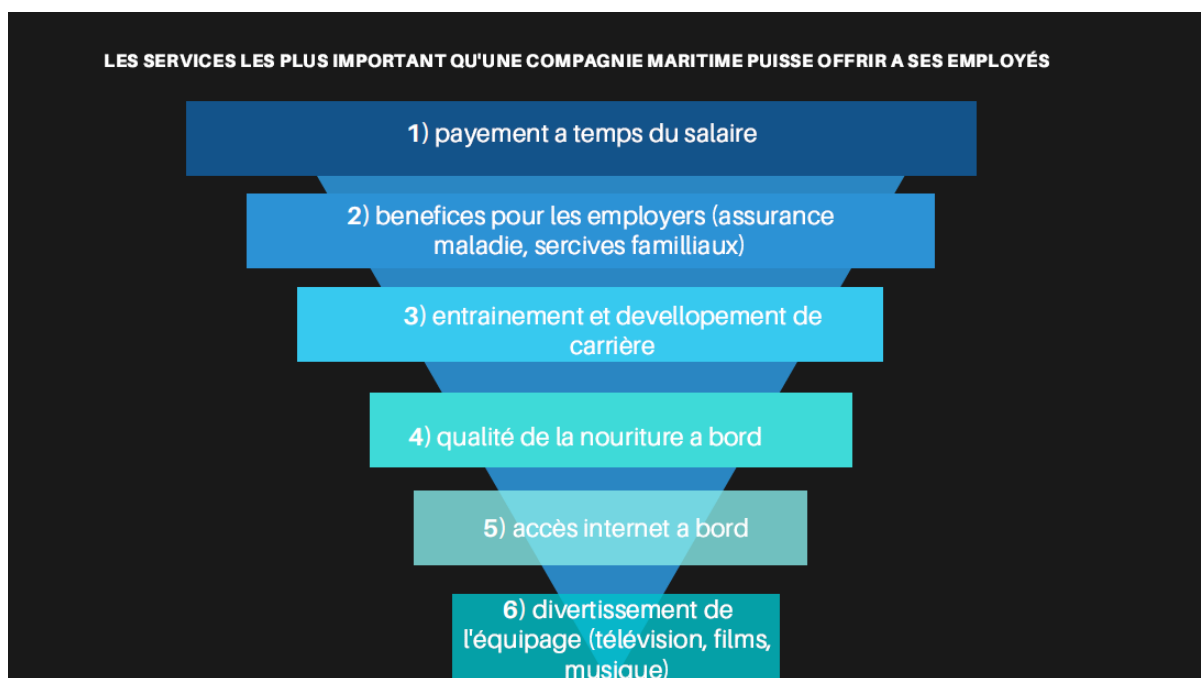 LES SERVICES LES PLUS IMPORTANT QU'UNE COMPAGNIE MARITIME PUISSE OFFRIR A SES EMPLOYÉS
1) payement a temps du salaire
2) benefices pour les employers (assurance
maladie, sercives familliaux)
3) entrainement et devellopement de
carrière
4) qualité de la nouriture a bord
5) accès internet a bord
6) divertissement de
l'équipage (télévision, films,
musique)